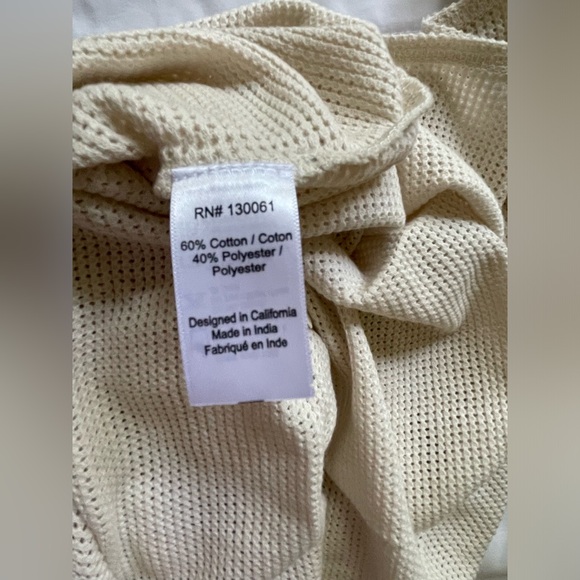 RN# 130061
60% Cotton / Coton
40% Polyester /
Polyester
Designed in California
Made in India
Fabriqué en Inde